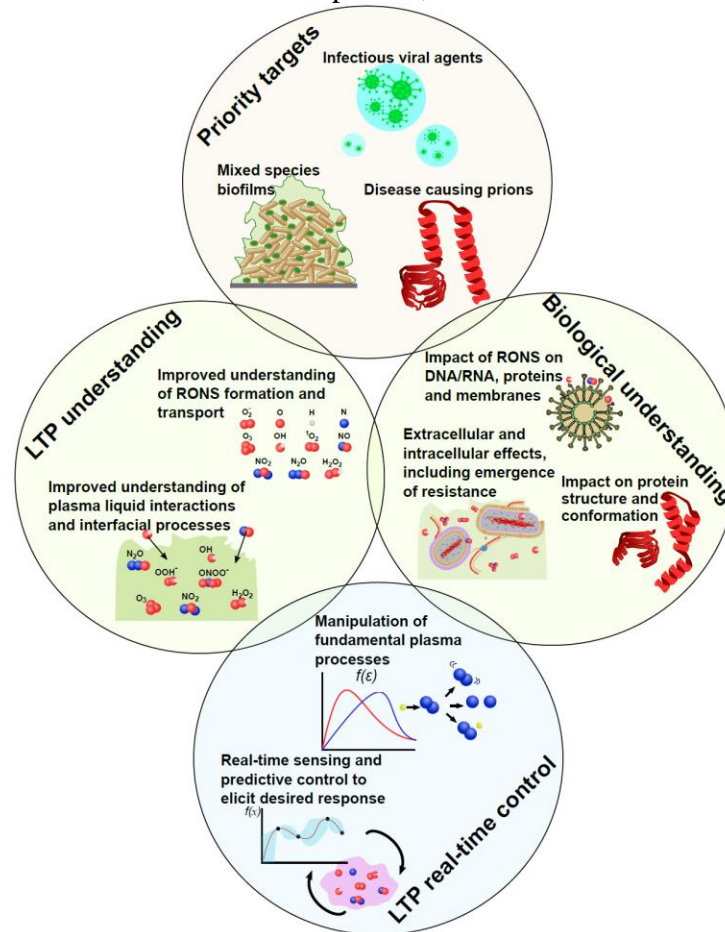 Priority targets
Infectious viral agents
Mixed species
biofilms
Disease causing prions
LTP understanding
Improved understanding
of RONS formation and
transport
O₂⁻ O H N
O₃ OH ¹O₂ NO
NO₂ N₂O H₂O₂
Improved understanding of
plasma liquid interactions
and interfacial processes
OH
N₂O
OOH⁻ ONOO⁻
O₃ NO₂ H₂O₂
Biological understanding
Impact of RONS on
DNA/RNA, proteins
and membranes
Extracellular and
intracellular effects,
including emergence
of resistance
Impact on protein
structure and
conformation
Manipulation of
fundamental plasma
processes
f(ε)
Real-time sensing and
predictive control to
elicit desired response
f(x)
LTP real-time control